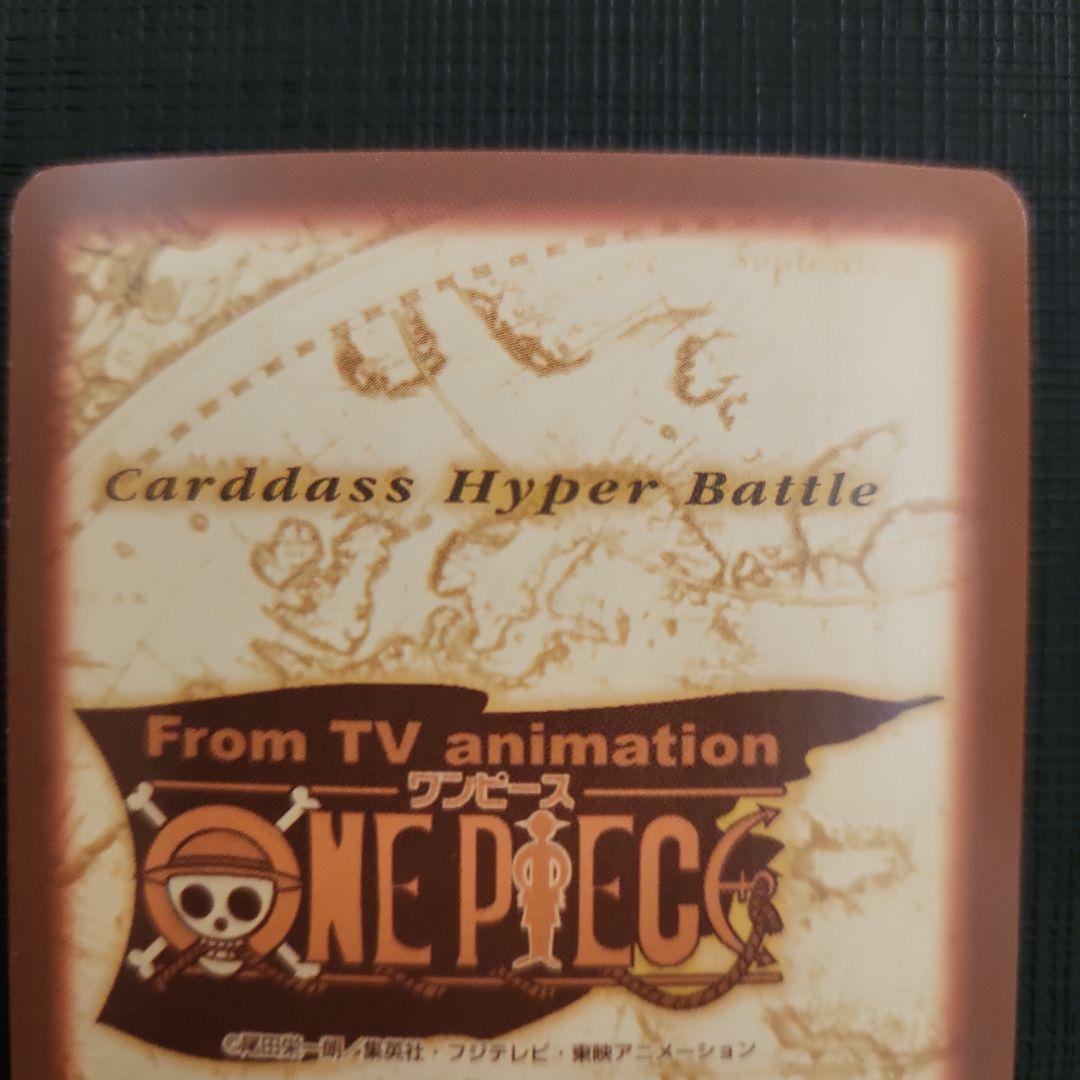 September
Carddass Hyper Battle
From TV animation
ワンピース
ONE PIECE
©尾田栄一郎／集英社・フジテレビ・東映アニメーション